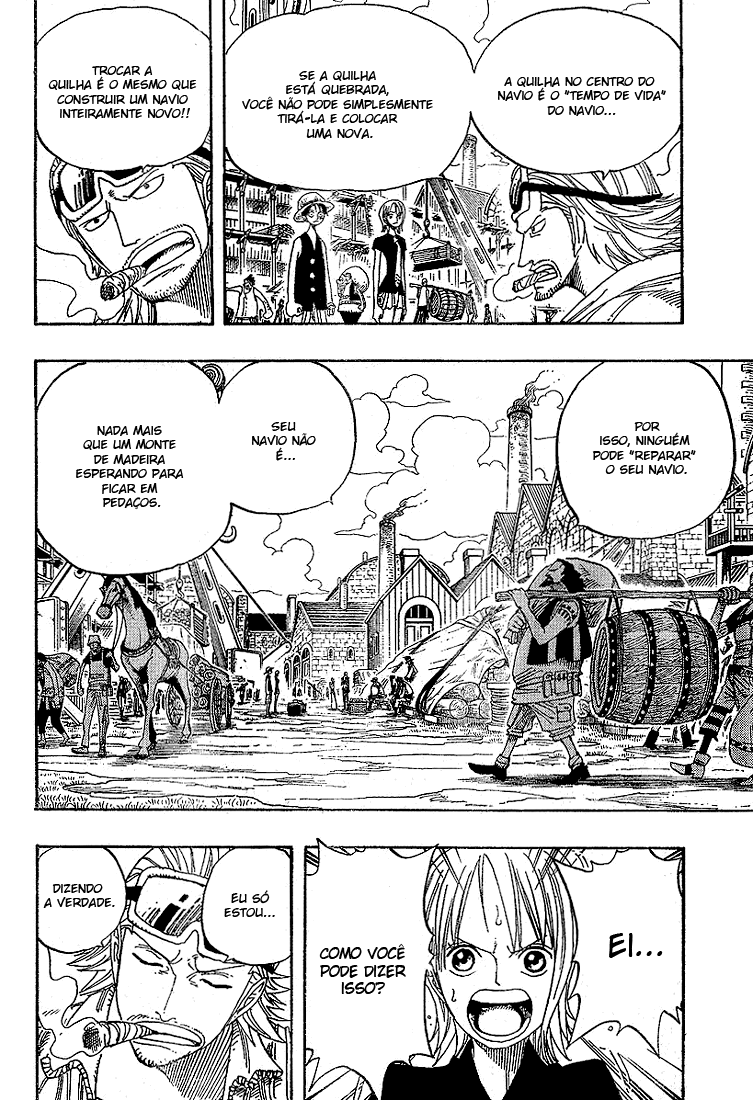 A QUILHA NO CENTRO DO
NAVIO É O "TEMPO DE VIDA"
DO NAVIO...
SE A QUILHA
ESTÁ QUEBRADA,
VOCÊ NÃO PODE SIMPLESMENTE
TIRÁ-LA E COLOCAR
UMA NOVA.
TROCAR A
QUILHA É O MESMO QUE
CONSTRUIR UM NAVIO
INTEIRAMENTE NOVO!!
POR
ISSO, NINGUÉM
PODE "REPARAR"
O SEU NAVIO.
SEU
NAVIO NÃO
É...
NADA MAIS
QUE UM MONTE
DE MADEIRA
ESPERANDO PARA
FICAR EM
PEDAÇOS.
EI...
COMO VOCÊ
PODE DIZER
ISSO?
EU SÓ
ESTOU...
DIZENDO
A VERDADE.